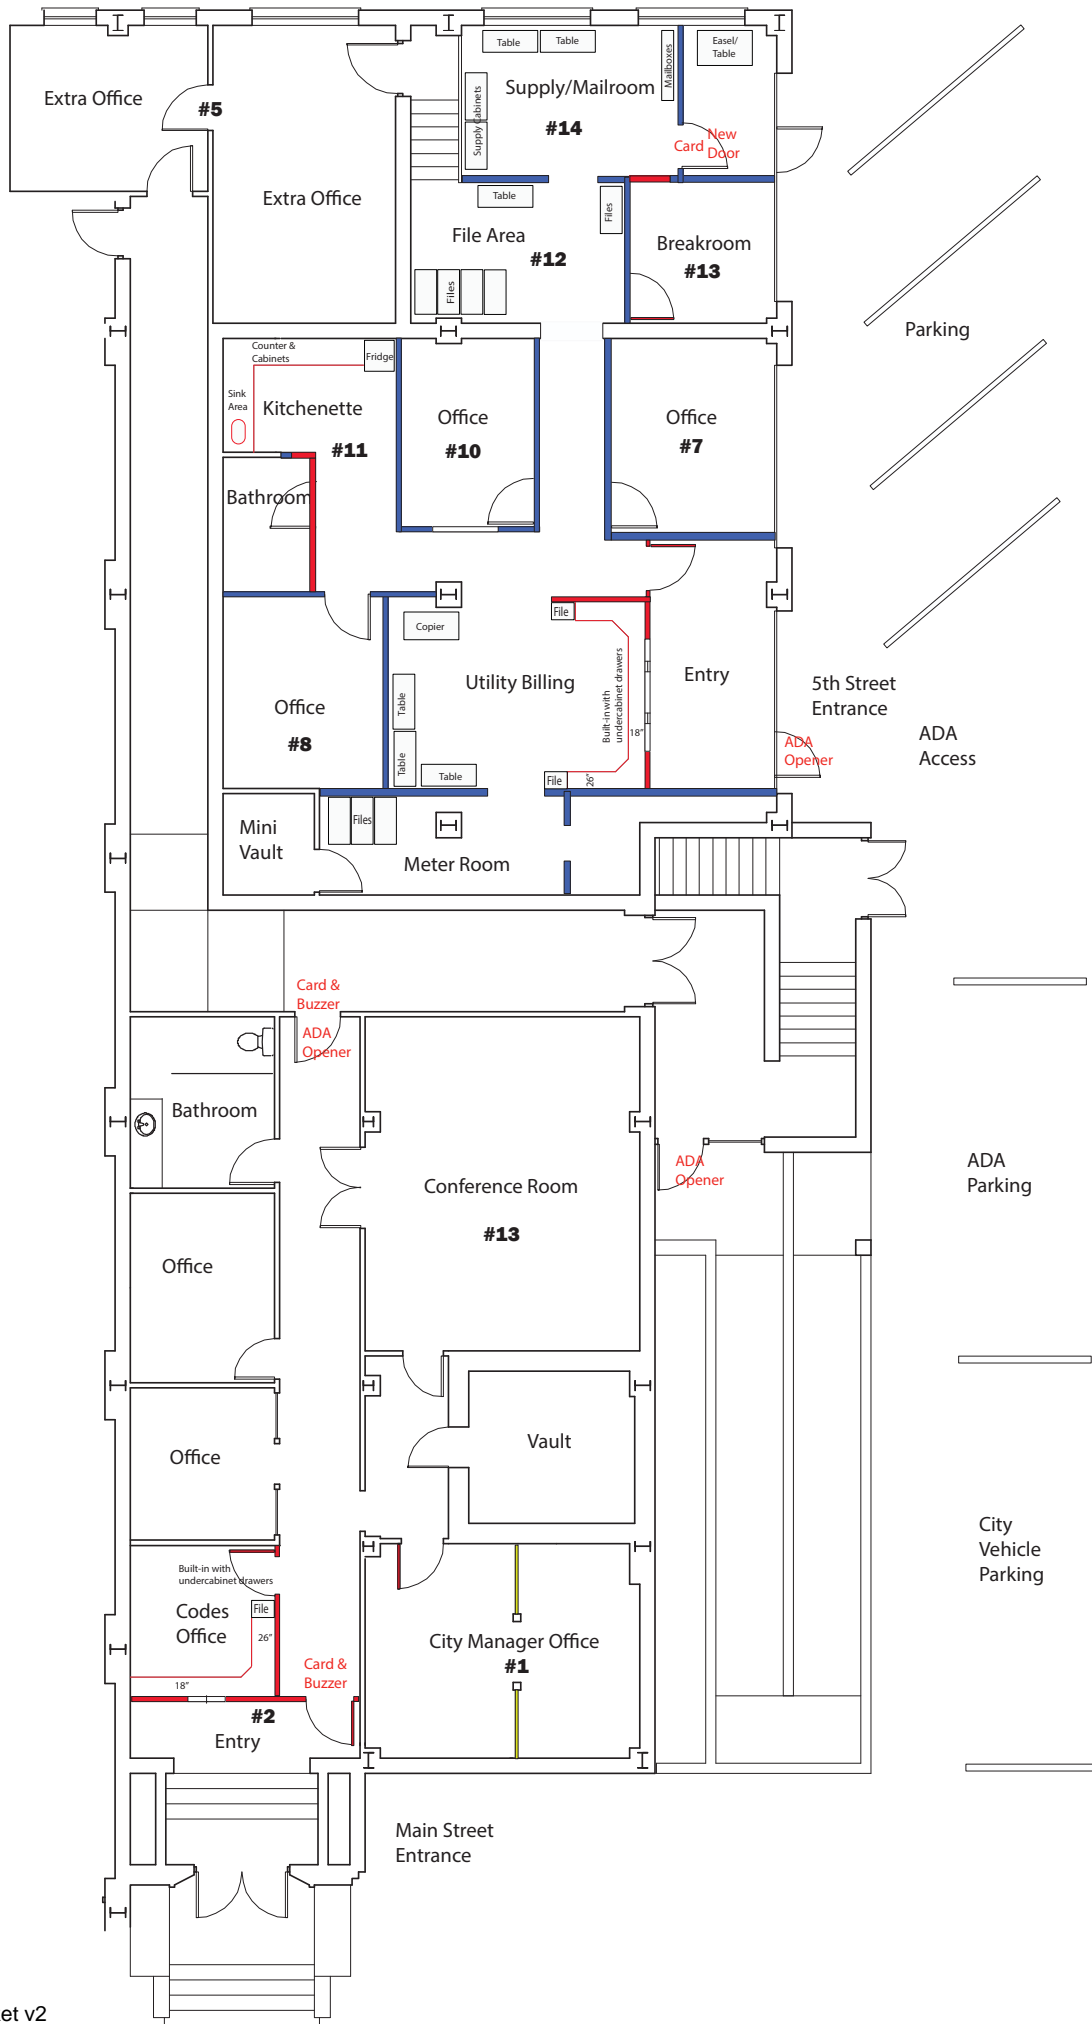 Table
Table
Mailboxes
Easel/
Table
Extra Office
#5
Supply/Mailroom
Supply Cabinets
#14
Card
New
Door
Extra Office
Table
Files
File Area
#12
Breakroom
#13
Files
Parking
Counter &
Cabinets
Fridge
Sink
Area
Kitchenette
#11
Office
#10
Office
#7
Bathroom
File
Copier
Utility Billing
Built-in with
undercabinet drawers
Entry
5th Street
Entrance
ADA
Access
Office
#8
Table
Table
Table
18"
ADA
Opener
File
26"
Mini
Vault
Files
Meter Room
Card &
Buzzer
ADA
Opener
Bathroom
Conference Room
#13
ADA
Opener
ADA
Parking
Office
Office
Vault
City
Vehicle
Parking
Built-in with
undercabinet drawers
Codes
Office
File
26"
18"
Card &
Buzzer
City Manager Office
#1
#2
Entry
Main Street
Entrance
et v2